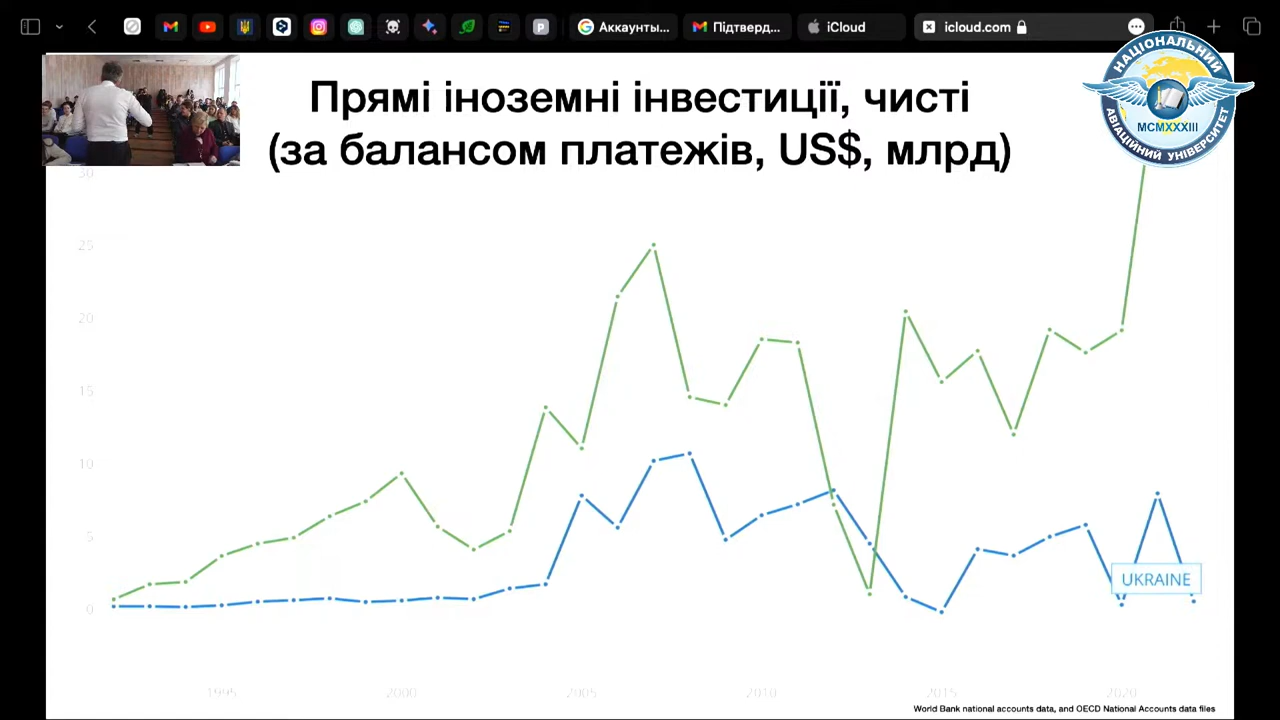 Аккаунты...
Підтверд...
iCloud
icloud.com
Прямі іноземні інвестиції, чисті
(за балансом платежів, US$, млрд)
НАЦІОНАЛЬНИЙ
MCMXXXIII
АВІАЦІЙНИЙ УНІВЕРСИТЕТ
30
25
20
15
10
5
0
UKRAINE
1995
2000
2005
2010
2015
2020
World Bank national accounts data, and OECD National Accounts data files